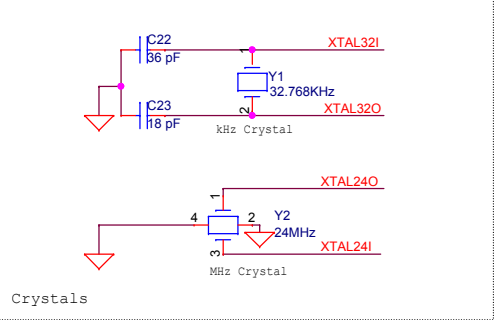 C22
36 pF
XTAL32I
1
Y1
32.768KHz
C23
18 pF
2
XTAL32O
kHz Crystal
XTAL24O
1
4
2
Y2
24MHz
3
XTAL24I
MHz Crystal
Crystals